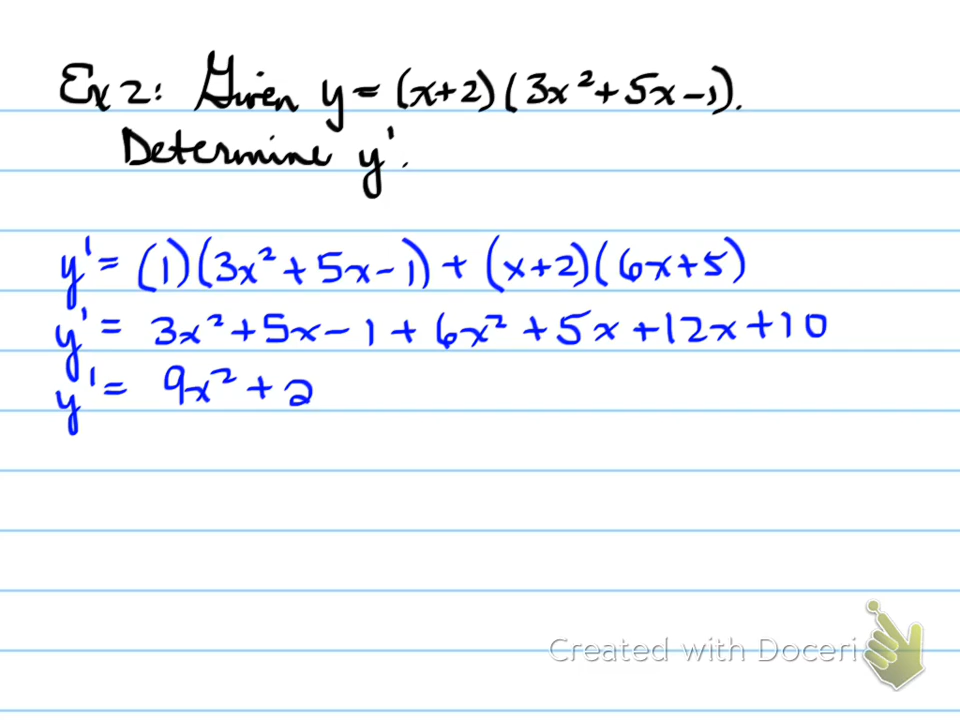 Ex 2: Given y = (x+2)(3x²+5x-1).
Determine y'.
y' = (1)(3x²+5x-1) + (x+2)(6x+5)
y' = 3x²+5x-1+6x²+5x+12x+10
y' = 9x²+2
Created with Doceri